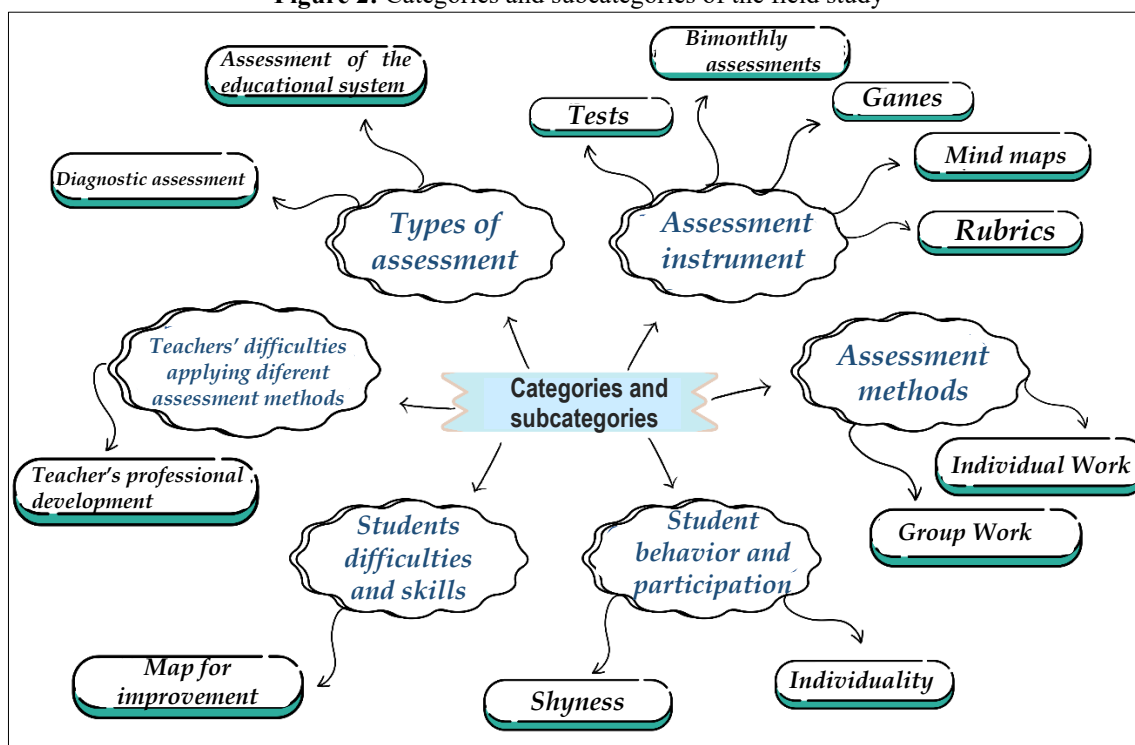 Figure 2: Categories and subcategories of the field study
Assessment of the
educational system
Bimonthly
assessments
Tests
Games
Mind maps
Diagnostic assessment
Types of
assessment
Assessment
instrument
Rubrics
Teachers' difficulties
applying diferent
assessment methods
Categories and
subcategories
Assessment
methods
Teacher's professional
development
Individual Work
Group Work
Students
difficulties
and skills
Student
behavior and
participation
Map for
improvement
Shyness
Individuality